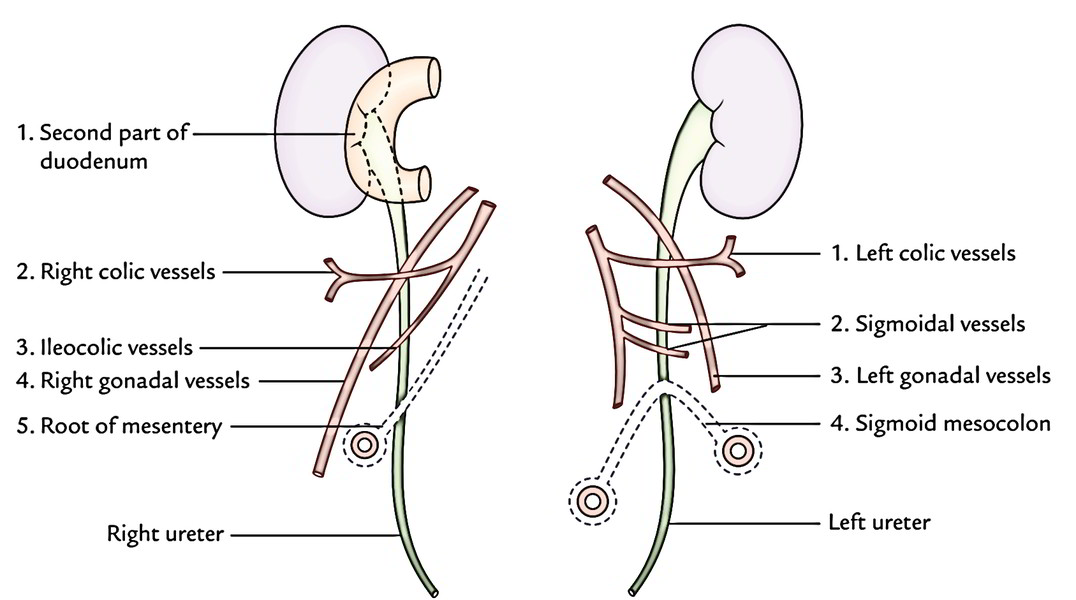 1. Second part of
duodenum
2. Right colic vessels
3. Ileocolic vessels
4. Right gonadal vessels
5. Root of mesentery
Right ureter
1. Left colic vessels
2. Sigmoidal vessels
3. Left gonadal vessels
4. Sigmoid mesocolon
Left ureter